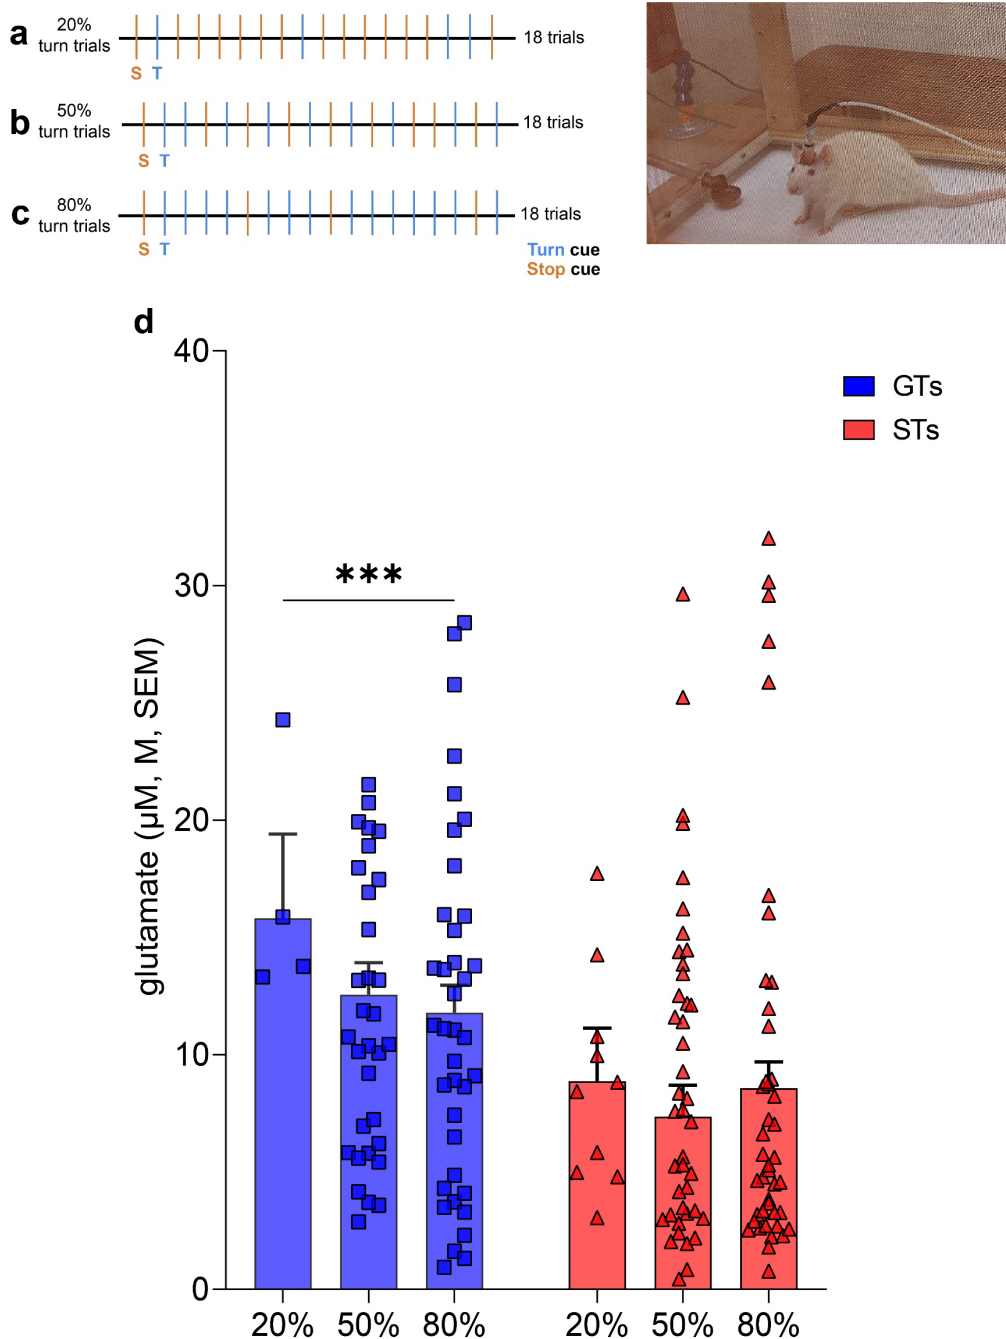 a
20%
turn trials
18 trials
S T
b
50%
turn trials
18 trials
S T
c
80%
turn trials
18 trials
S T
Turn cue
Stop cue
d
40
30
20
10
0
glutamate (μM, M, SEM)
***
GTs
STs
20% 50% 80% 20% 50% 80%